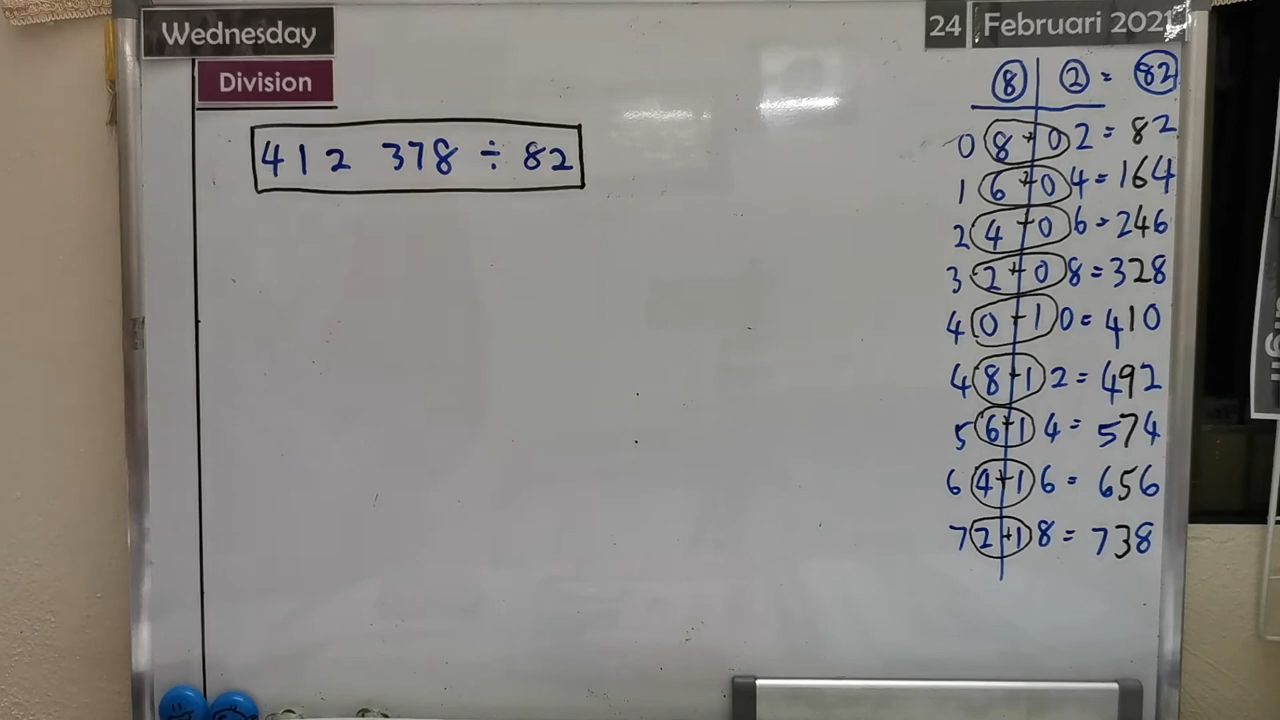 Wednesday
24 Februari 2021
Division
412 378 ÷ 82
8 2 = 82
0 8 + 0 2 = 82
1 6 + 0 4 = 164
2 4 + 0 6 = 246
3 2 + 0 8 = 328
4 0 + 1 0 = 410
4 8 + 1 2 = 492
5 6 + 1 4 = 574
6 4 + 1 6 = 656
7 2 + 1 8 = 738